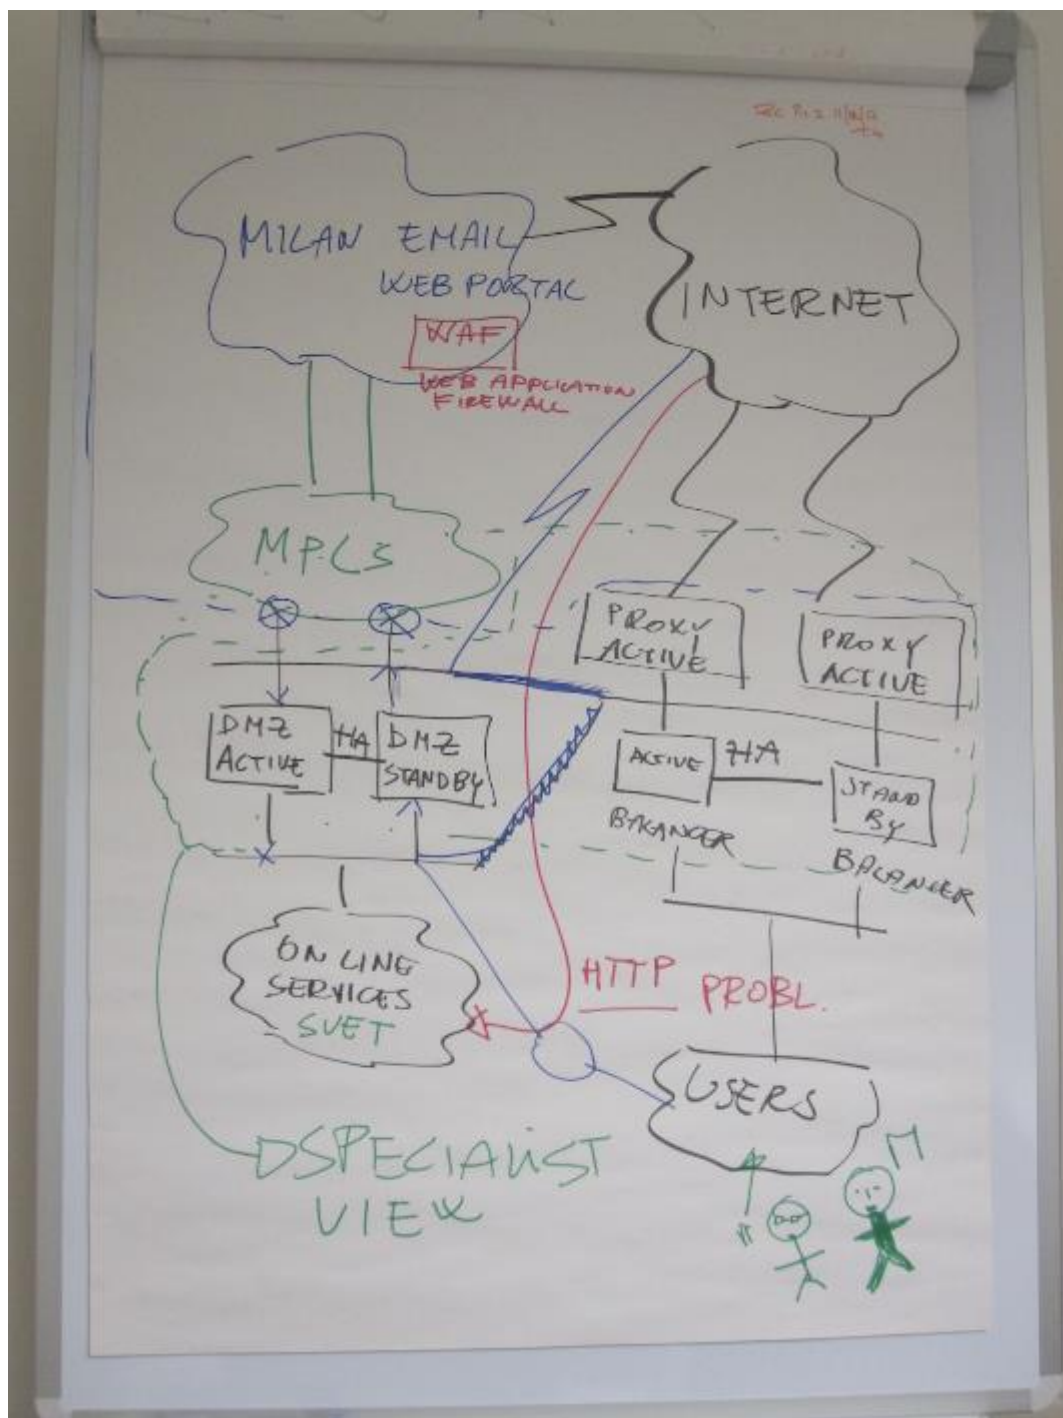 MILAN EMAIL
WEB PORTAL
WAF
WEB APPLICATION
FIREWALL
INTERNET
MPLS
PROXY
ACTIVE
PROXY
ACTIVE
DMZ
ACTIVE
HA
DMZ
STANDBY
ACTIVE
HA
STAND
BY
BALANCER
BALANCER
ON LINE
SERVICES
SVET
HTTP PROBL.
USERS
DSPECIALIST
VIEW